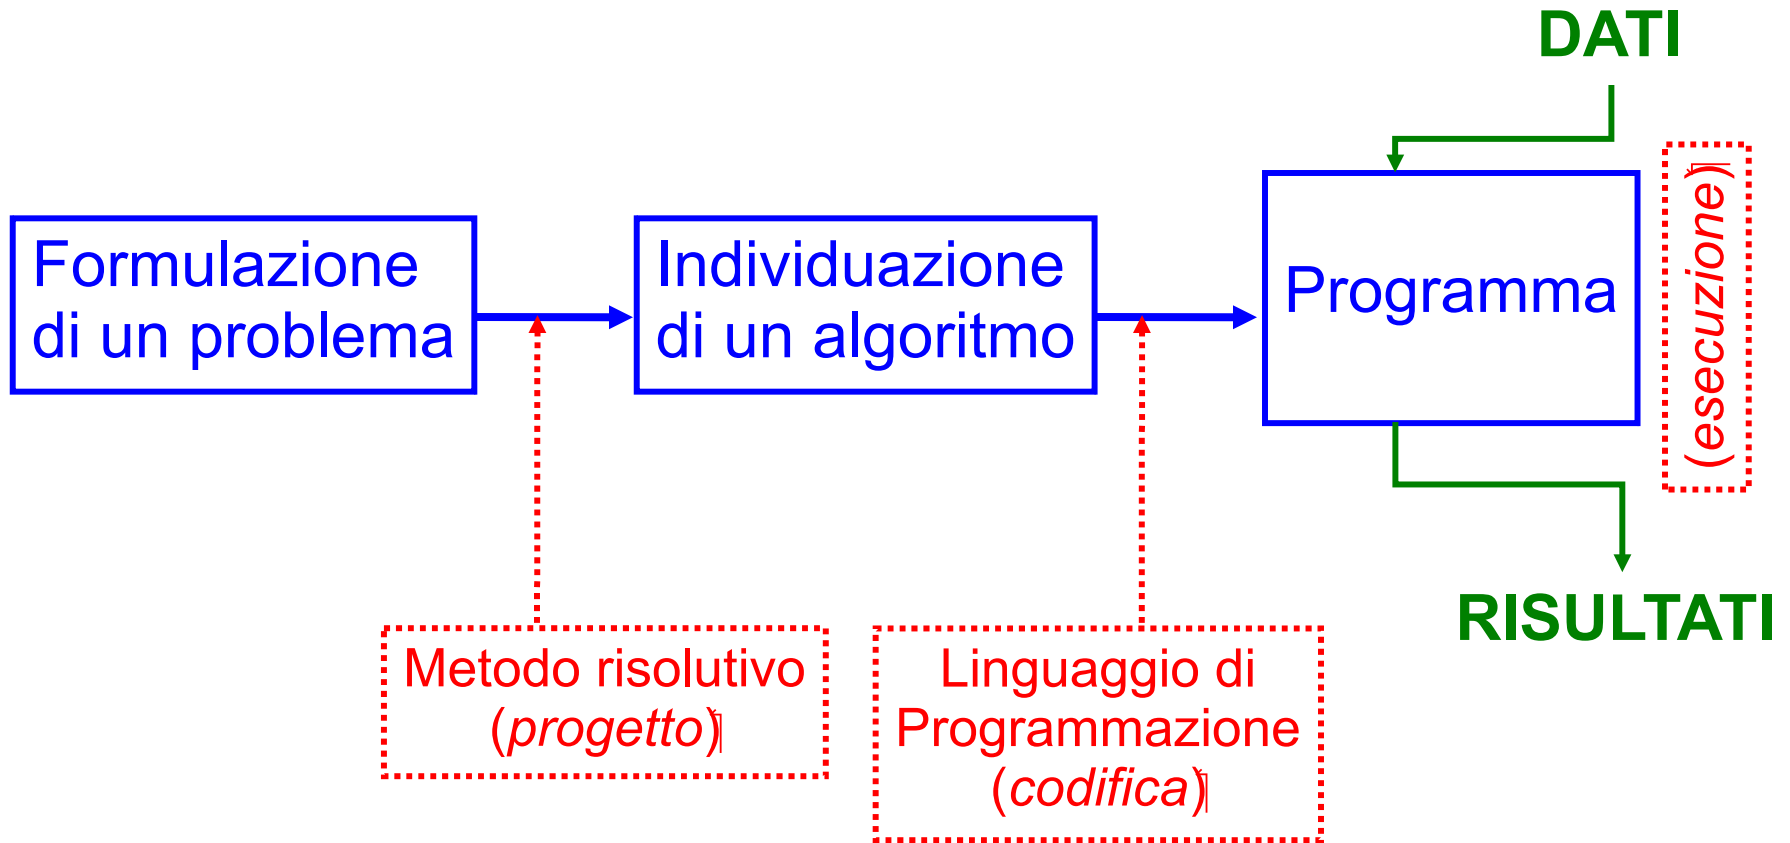 DATI
Formulazione
di un problema
Individuazione
di un algoritmo
Programma
(esecuzione)
RISULTATI
Metodo risolutivo
(progetto)
Linguaggio di
Programmazione
(codifica)